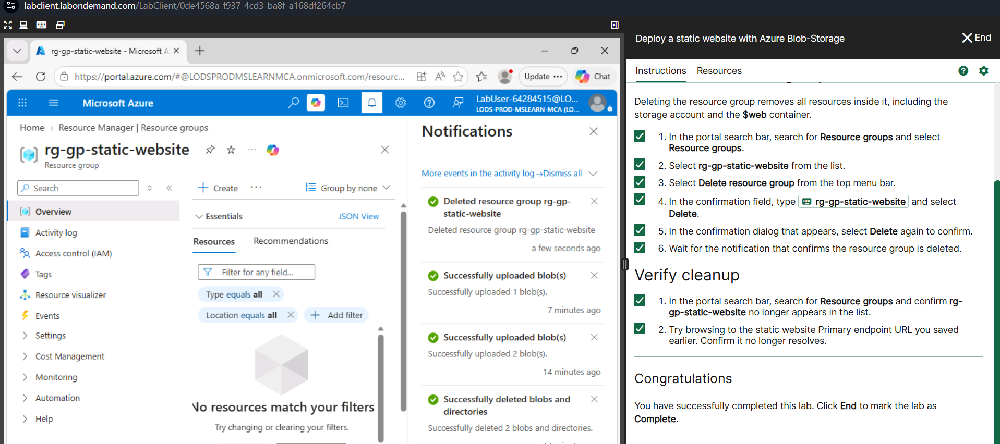 labclient.labondemand.com/LabClient/0de4568a-f937-4cd3-ba8f-a168df264cb7
rg-gp-static-website - Microsoft A
https://portal.azure.com/#@LODSPRODMSLEARNMCA.onmicrosoft.com/resourc...
Update
Chat
Microsoft Azure
LabUser-64284515@LO...
LODS-PROD-MSLEARN-MCA (LO...
Home > Resource Manager | Resource groups
rg-gp-static-website
Resource group
Search
Overview
Activity log
Access control (IAM)
Tags
Resource visualizer
Events
Settings
Cost Management
Monitoring
Automation
Help
+ Create ...
Group by none
Essentials
JSON View
Resources
Recommendations
Filter for any field...
Type equals all
Location equals all
+ Add filter
No resources match your filters
Try changing or clearing your filters.
Notifications
More events in the activity log →
Dismiss all
Deleted resource group rg-gp-
static-website
Deleted resource group rg-gp-static-website
a few seconds ago
Successfully uploaded blob(s)
Successfully uploaded 1 blob(s).
7 minutes ago
Successfully uploaded blob(s)
Successfully uploaded 2 blob(s).
14 minutes ago
Successfully deleted blobs and
directories
Successfully deleted 2 blobs and directories.
Deploy a static website with Azure Blob-Storage
End
Instructions
Resources
Deleting the resource group removes all resources inside it, including the
storage account and the $web container.
1. In the portal search bar, search for Resource groups and select
Resource groups.
2. Select rg-gp-static-website from the list.
3. Select Delete resource group from the top menu bar.
4. In the confirmation field, type rg-gp-static-website and select
Delete.
5. In the confirmation dialog that appears, select Delete again to confirm.
6. Wait for the notification that confirms the resource group is deleted.
Verify cleanup
1. In the portal search bar, search for Resource groups and confirm rg-
gp-static-website no longer appears in the list.
2. Try browsing to the static website Primary endpoint URL you saved
earlier. Confirm it no longer resolves.
Congratulations
You have successfully completed this lab. Click End to mark the lab as
Complete.